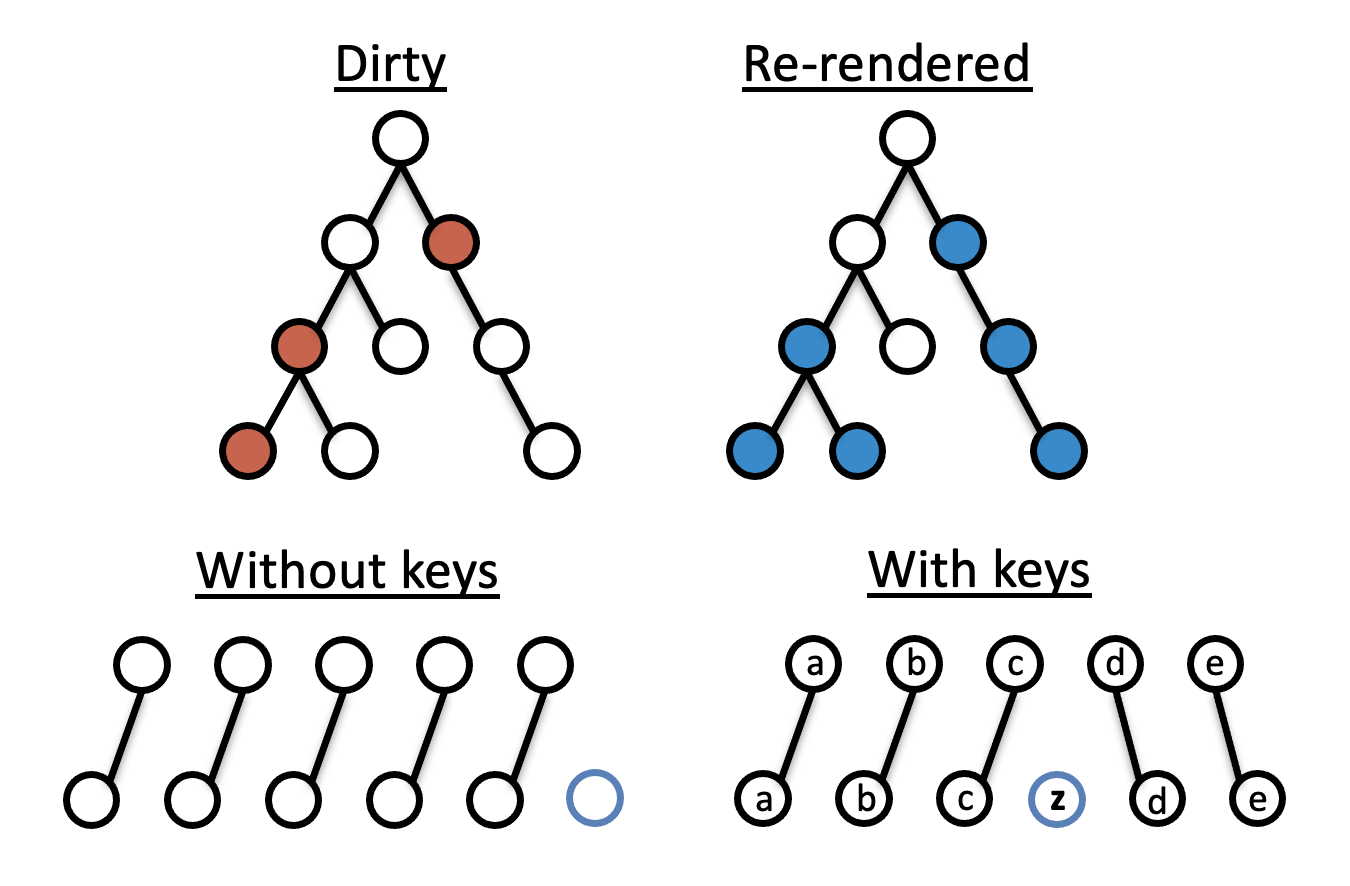 Dirty
Re-rendered
Without keys
With keys
a b c d e
a b c z d e